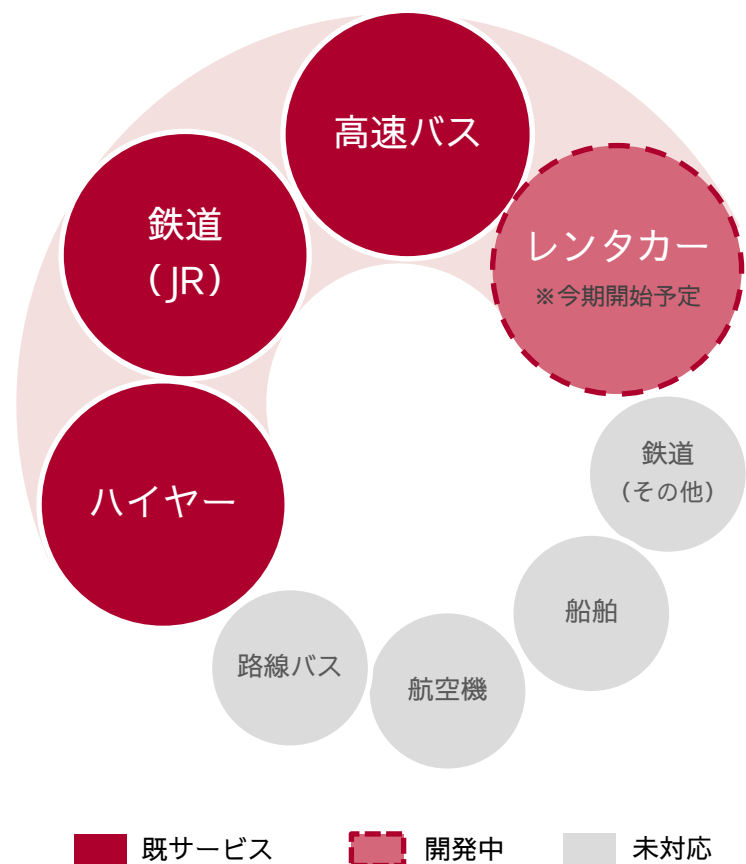 高速バス
鉄道
（JR）
レンタカー
※今期開始予定
ハイヤー
鉄道
（その他）
船舶
路線バス
航空機
既サービス
開発中
未対応